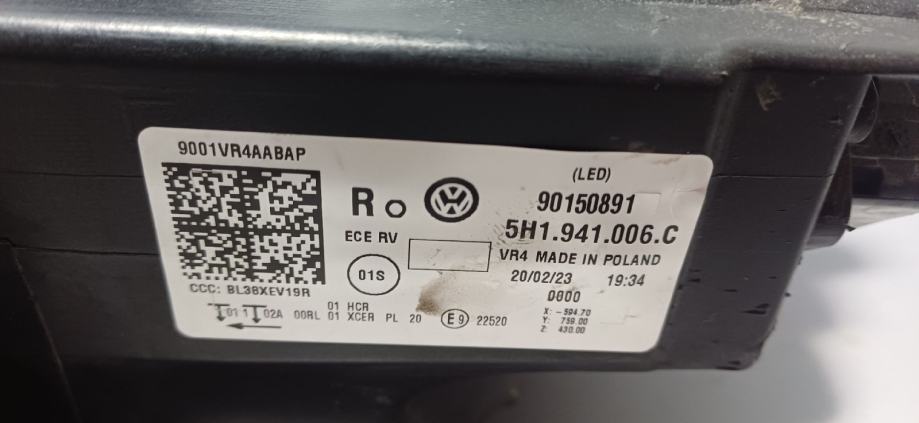 9001VR4AABAP
(LED)
R
90150891
5H1.941.006.C
ECE RV
VR4 MADE IN POLAND
01S
20/02/23 19:34
0000
CCC: BL3BXEV19R
X: -594.70
Y: 759.00
Z: 430.00
01 HCR
01 1 02A 00RL 01 XCER PL 20 E9 22520